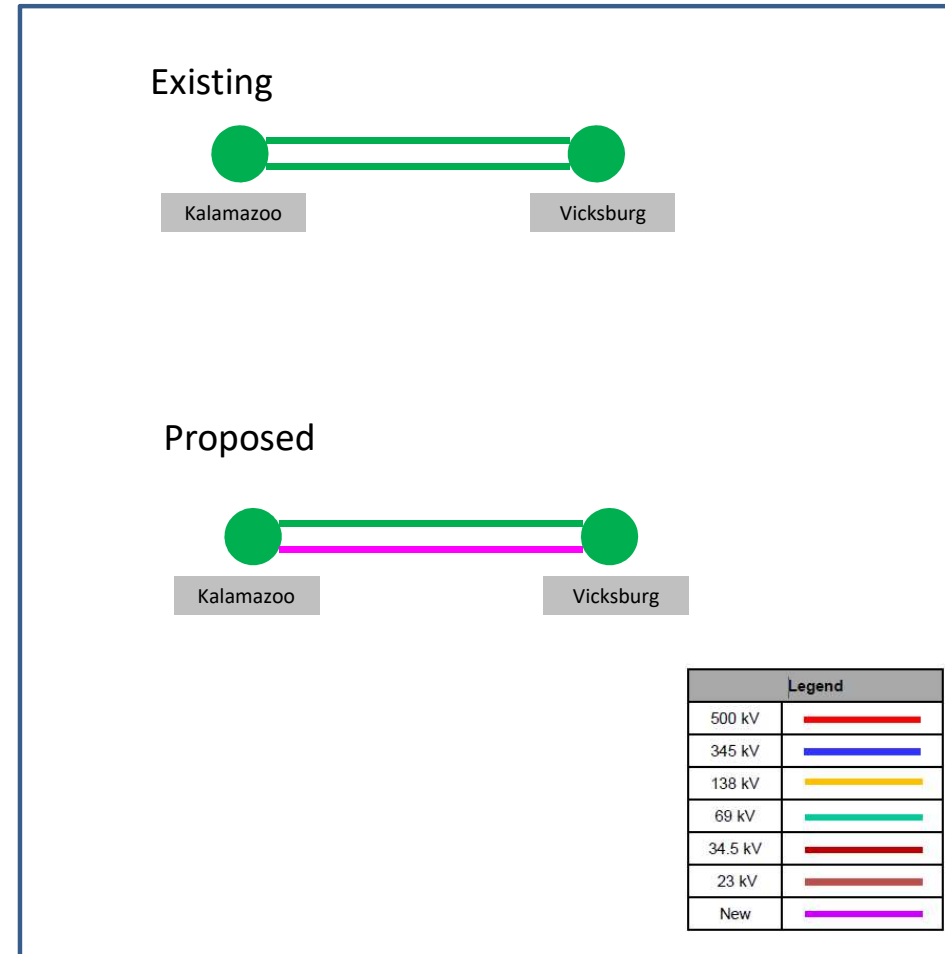 Existing
Kalamazoo
Vicksburg
Proposed
Kalamazoo
Vicksburg
Legend
500 kV
345 kV
138 kV
69 kV
34.5 kV
23 kV
New